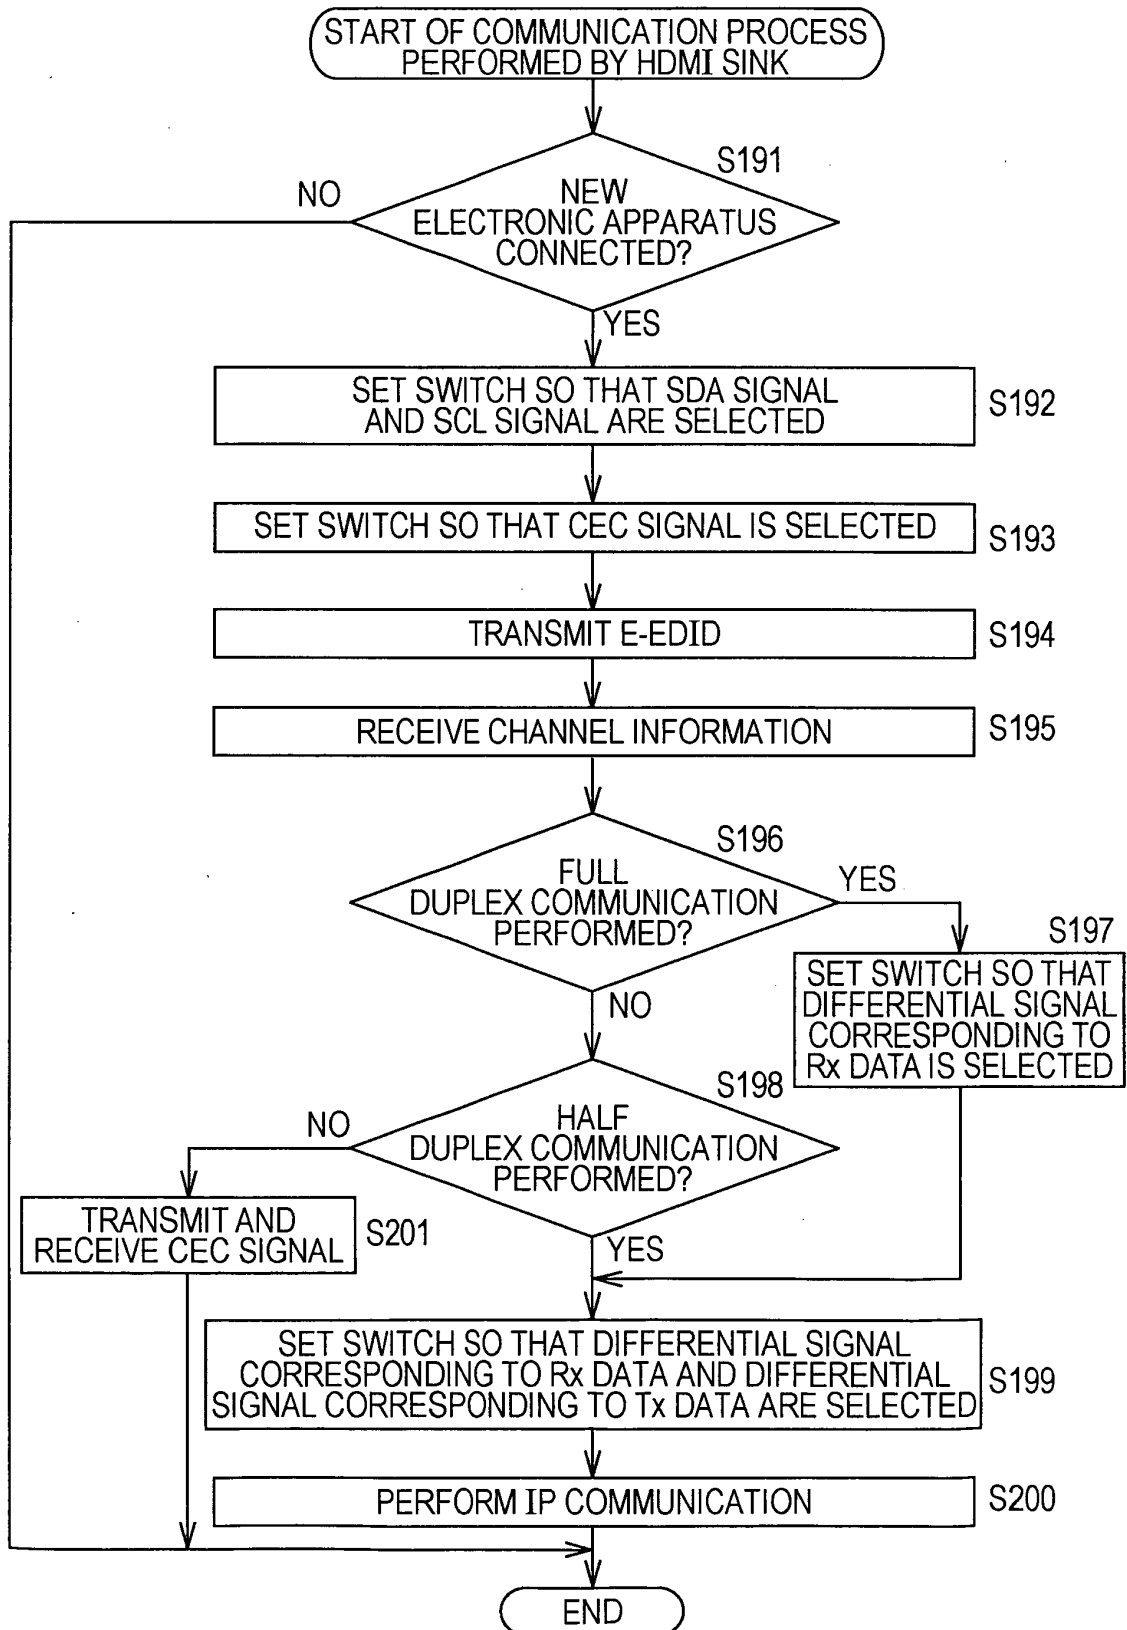 START OF COMMUNICATION PROCESS
PERFORMED BY HDMI SINK
S191
NO
NEW
ELECTRONIC APPARATUS
CONNECTED?
YES
SET SWITCH SO THAT SDA SIGNAL
AND SCL SIGNAL ARE SELECTED
S192
SET SWITCH SO THAT CEC SIGNAL IS SELECTED
S193
TRANSMIT E-EDID
S194
RECEIVE CHANNEL INFORMATION
S195
S196
FULL
DUPLEX COMMUNICATION
PERFORMED?
YES
NO
S197
SET SWITCH SO THAT
DIFFERENTIAL SIGNAL
CORRESPONDING TO
Rx DATA IS SELECTED
S198
NO
HALF
DUPLEX COMMUNICATION
PERFORMED?
YES
TRANSMIT AND
RECEIVE CEC SIGNAL
S201
SET SWITCH SO THAT DIFFERENTIAL SIGNAL
CORRESPONDING TO Rx DATA AND DIFFERENTIAL
SIGNAL CORRESPONDING TO Tx DATA ARE SELECTED
S199
PERFORM IP COMMUNICATION
S200
END